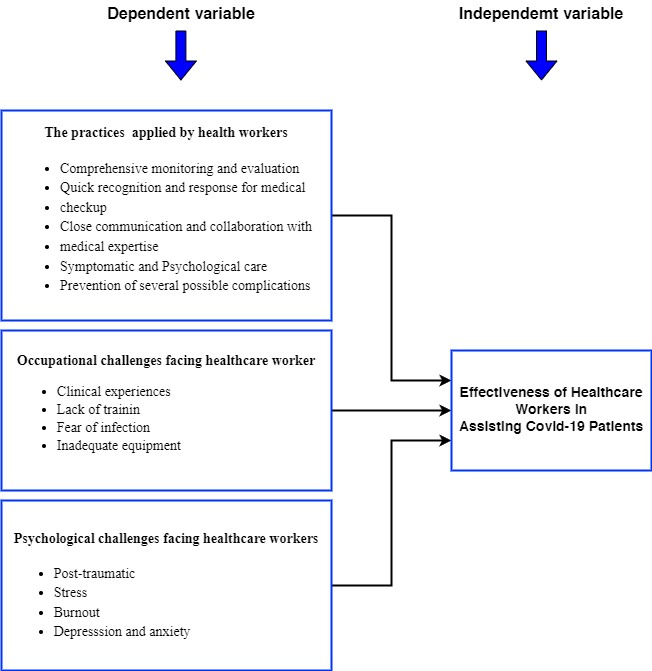 Dependent variable
Independemt variable
The practices applied by health workers
• Comprehensive monitoring and evaluation
• Quick recognition and response for medical
• checkup
• Close communication and collaboration with
• medical expertise
• Symptomatic and Psychological care
• Prevention of several possible complications
Occupational challenges facing healthcare worker
• Clinical experiences
• Lack of trainin
• Fear of infection
• Inadequate equipment
Psychological challenges facing healthcare workers
• Post-traumatic
• Stress
• Burnout
• Depresssion and anxiety
Effectiveness of Healthcare
Workers in
Assisting Covid-19 Patients